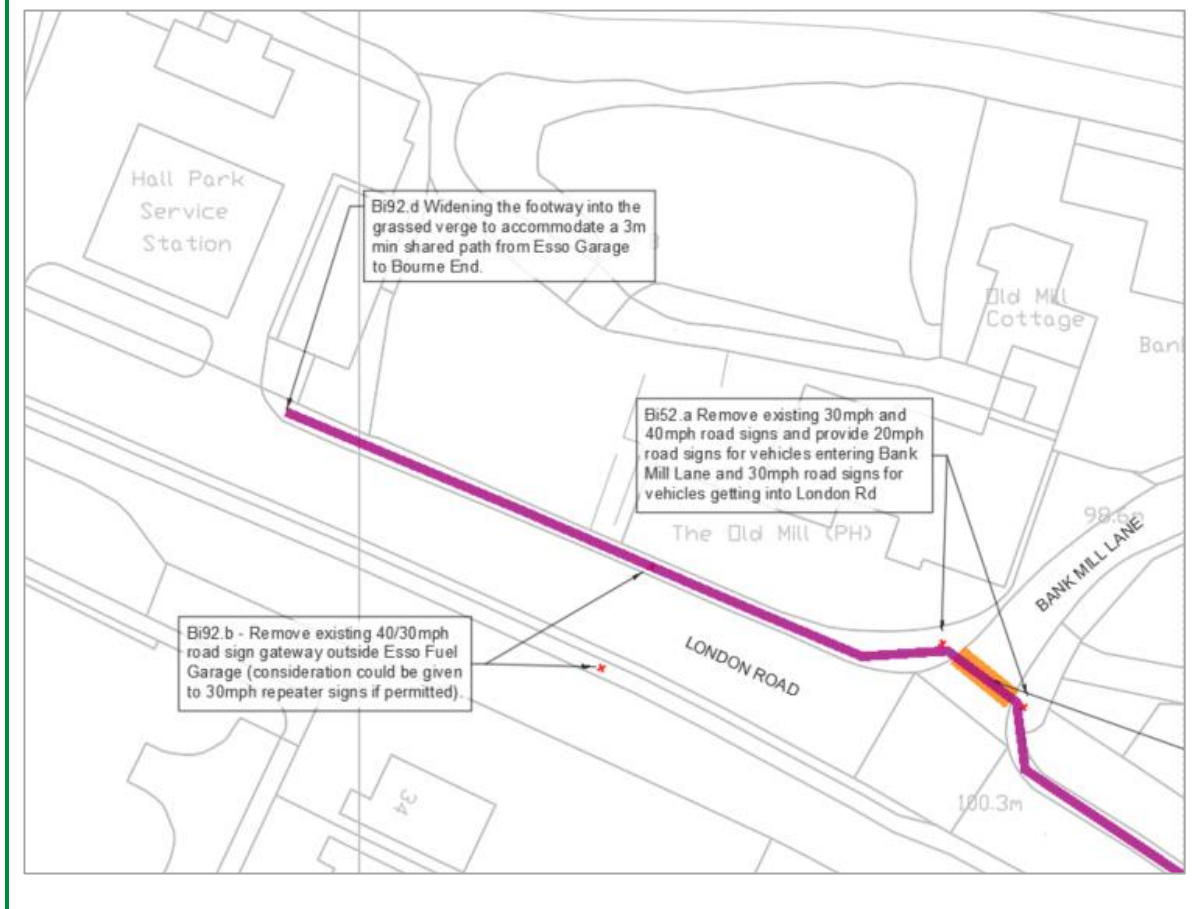 Hall Park
Service
Station
Bi92.d Widening the footway into the
grassed verge to accommodate a 3m
min shared path from Esso Garage
to Bourne End.
Old Mill
Cottage
Bi52.a Remove existing 30mph and
40mph road signs and provide 20mph
road signs for vehicles entering Bank
Mill Lane and 30mph road signs for
vehicles getting into London Rd
The Old Mill (PH)
98.6m
BANK MILL LANE
Bi92.b - Remove existing 40/30mph
road sign gateway outside Esso Fuel
Garage (consideration could be given
to 30mph repeater signs if permitted).
LONDON ROAD
100.3m
34